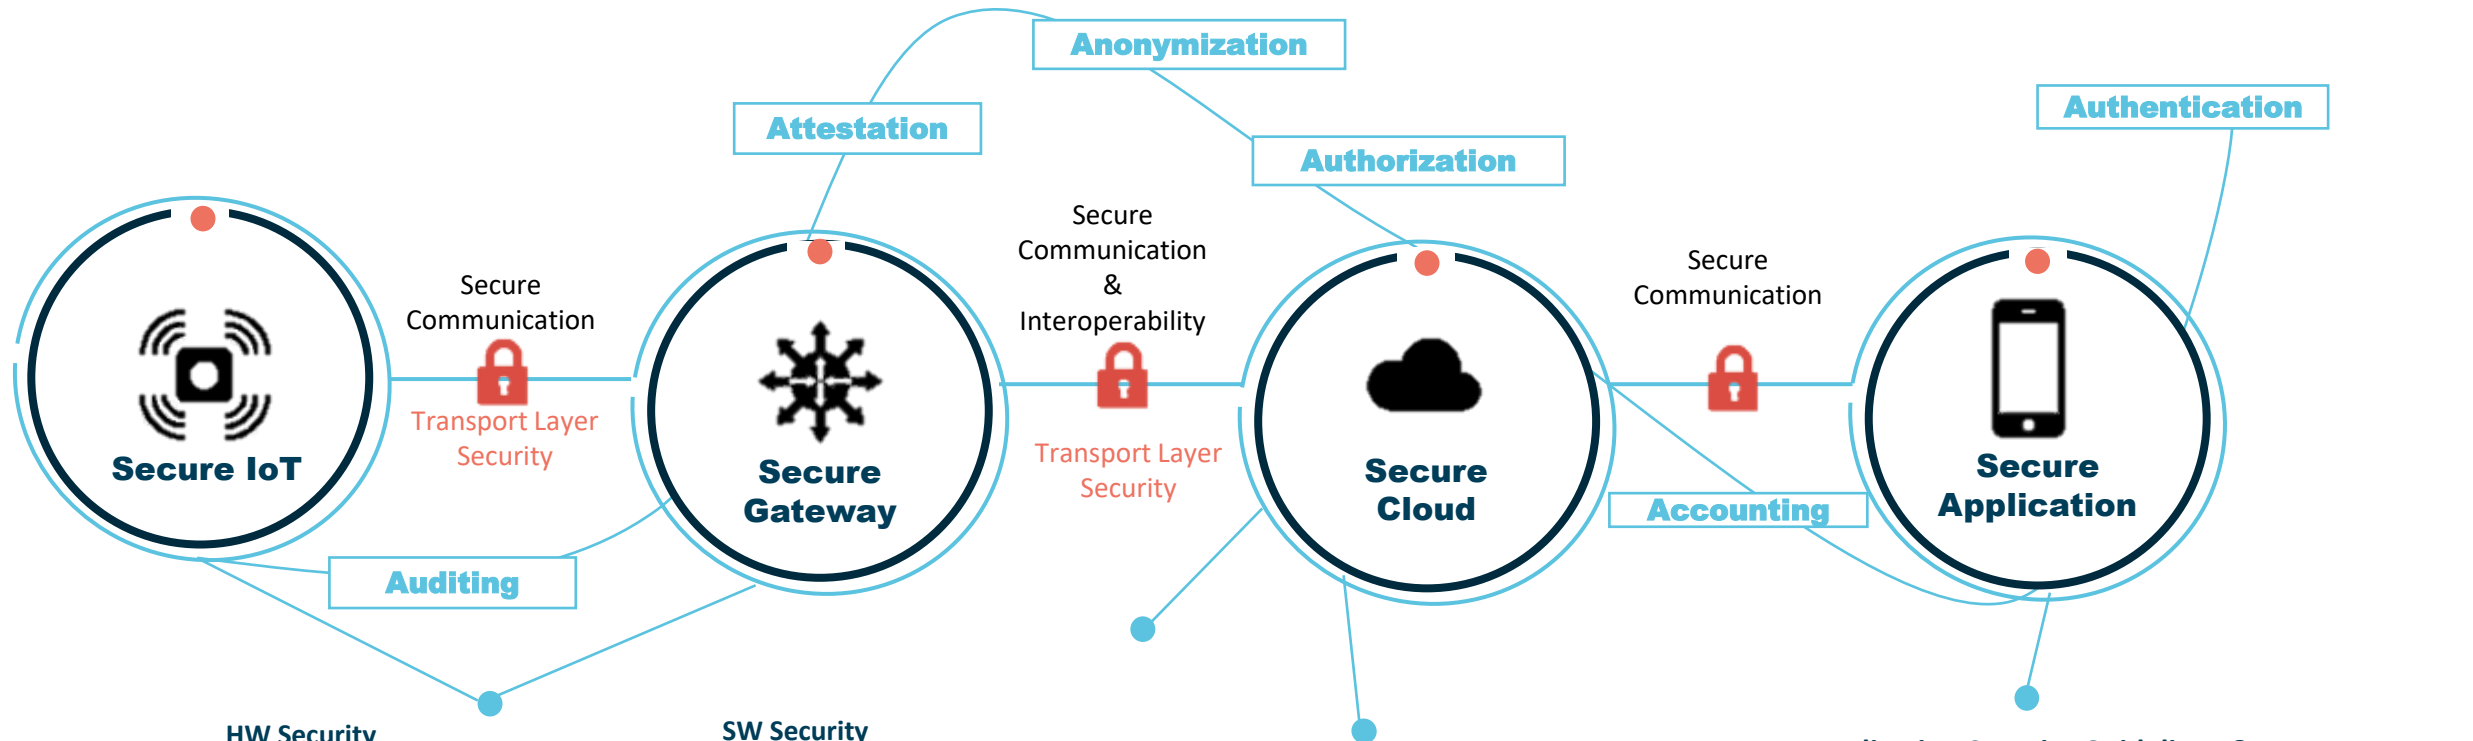 Anonymization
Authentication
Attestation
Authorization
Secure
Communication
&
Interoperability
Secure
Communication
Secure
Communication
Transport Layer
Security
Transport Layer
Security
Secure IoT
Secure
Gateway
Secure
Cloud
Secure
Application
Accounting
Auditing
HW Security
SW Security